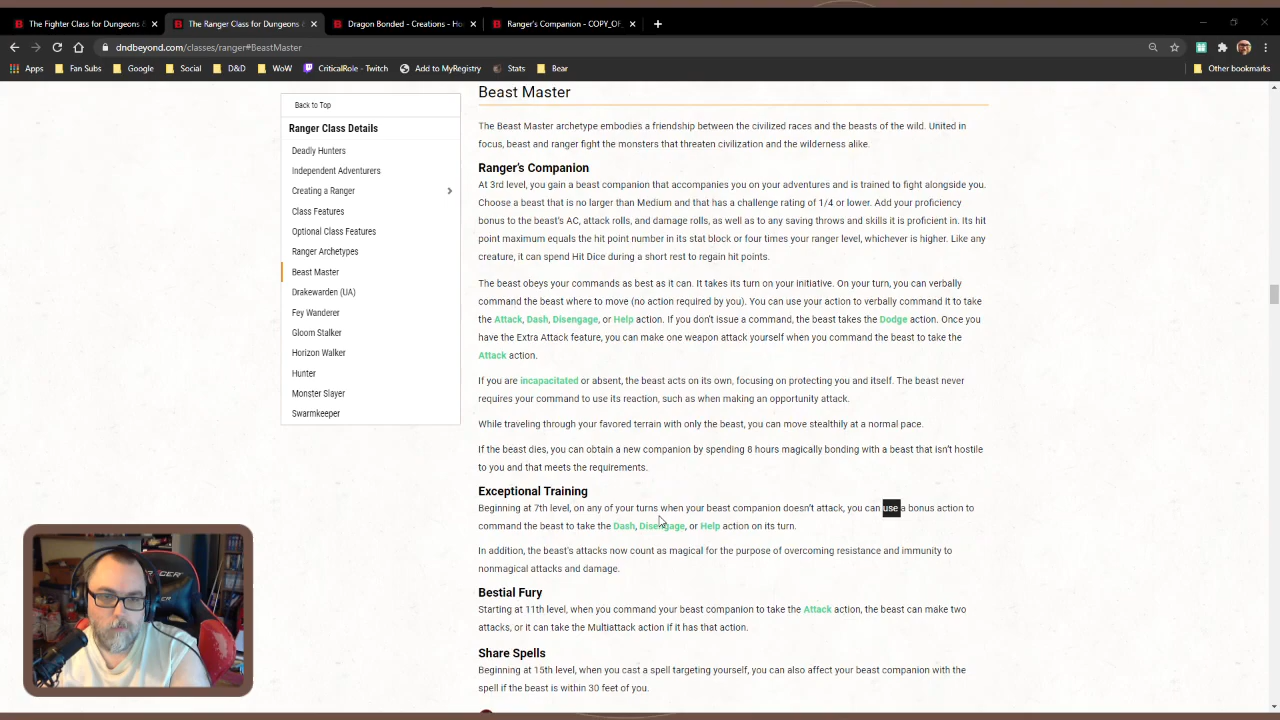 The Fighter Class for Dungeons &
The Ranger Class for Dungeons &
Dragon Bonded - Creations - Ho
Ranger's Companion - COPY_OF
dndbeyond.com/classes/ranger#BeastMaster
Apps
Fan Subs
Google
Social
D&D
WoW
CriticalRole - Twitch
Add to MyRegistry
Stats
Bear
Other bookmarks
Back to Top
Ranger Class Details
Deadly Hunters
Independent Adventurers
Creating a Ranger
Class Features
Optional Class Features
Ranger Archetypes
Beast Master
Drakewarden (UA)
Fey Wanderer
Gloom Stalker
Horizon Walker
Hunter
Monster Slayer
Swarmkeeper
Beast Master
The Beast Master archetype embodies a friendship between the civilized races and the beasts of the wild. United in
focus, beast and ranger fight the monsters that threaten civilization and the wilderness alike.
Ranger's Companion
At 3rd level, you gain a beast companion that accompanies you on your adventures and is trained to fight alongside you.
Choose a beast that is no larger than Medium and that has a challenge rating of 1/4 or lower. Add your proficiency
bonus to the beast's AC, attack rolls, and damage rolls, as well as to any saving throws and skills it is proficient in. Its hit
point maximum equals the hit point number in its stat block or four times your ranger level, whichever is higher. Like any
creature, it can spend Hit Dice during a short rest to regain hit points.
The beast obeys your commands as best as it can. It takes its turn on your initiative. On your turn, you can verbally
command the beast where to move (no action required by you). You can use your action to verbally command it to take
the Attack, Dash, Disengage, or Help action. If you don't issue a command, the beast takes the Dodge action. Once you
have the Extra Attack feature, you can make one weapon attack yourself when you command the beast to take the
Attack action.
If you are incapacitated or absent, the beast acts on its own, focusing on protecting you and itself. The beast never
requires your command to use its reaction, such as when making an opportunity attack.
While traveling through your favored terrain with only the beast, you can move stealthily at a normal pace.
If the beast dies, you can obtain a new companion by spending 8 hours magically bonding with a beast that isn't hostile
to you and that meets the requirements.
Exceptional Training
Beginning at 7th level, on any of your turns when your beast companion doesn't attack, you can use a bonus action to
command the beast to take the Dash, Disengage, or Help action on its turn.
In addition, the beast's attacks now count as magical for the purpose of overcoming resistance and immunity to
nonmagical attacks and damage.
Bestial Fury
Starting at 11th level, when you command your beast companion to take the Attack action, the beast can make two
attacks, or it can take the Multiattack action if it has that action.
Share Spells
Beginning at 15th level, when you cast a spell targeting yourself, you can also affect your beast companion with the
spell if the beast is within 30 feet of you.